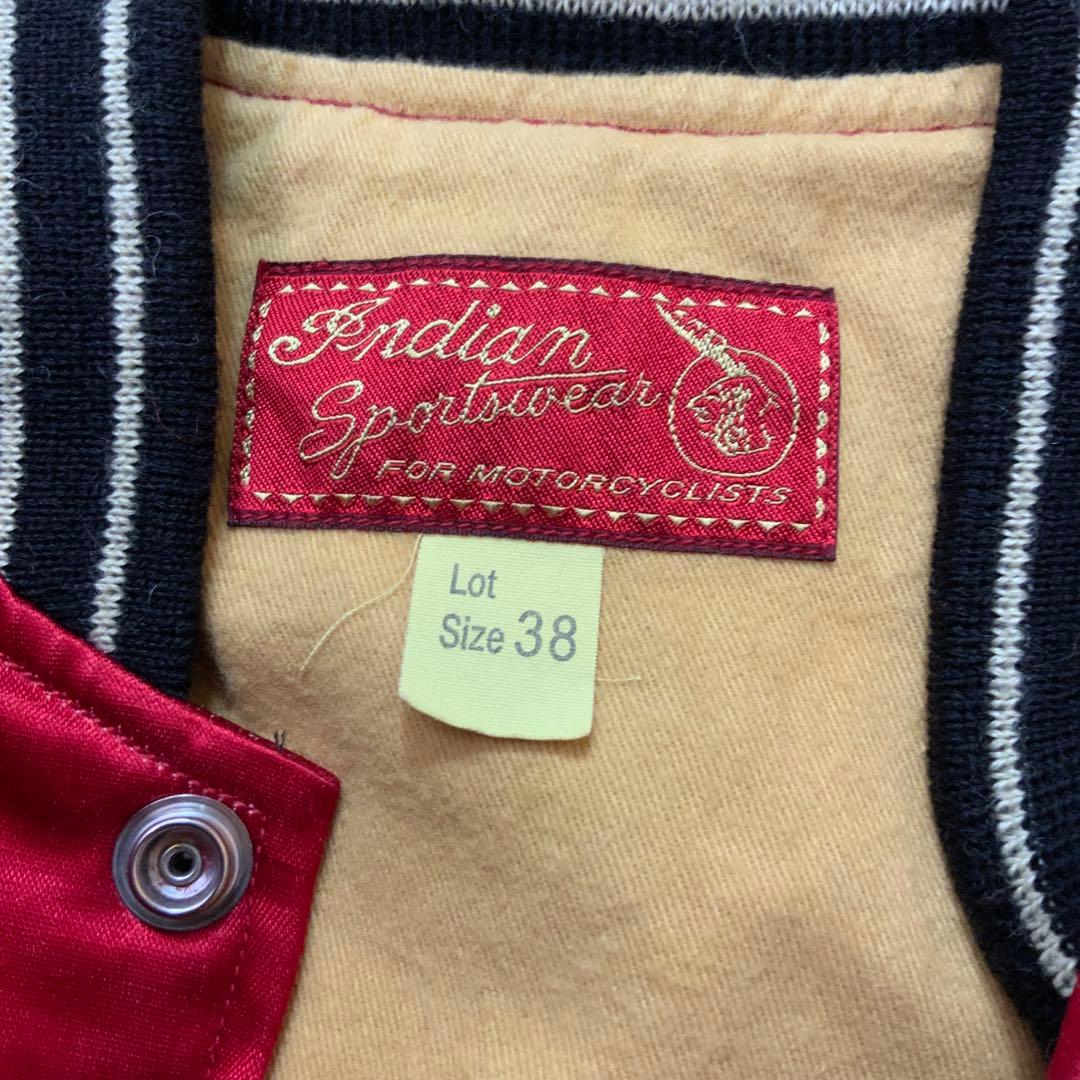 Indian
Sportswear
FOR MOTORCYCLISTS
Lot
Size 38